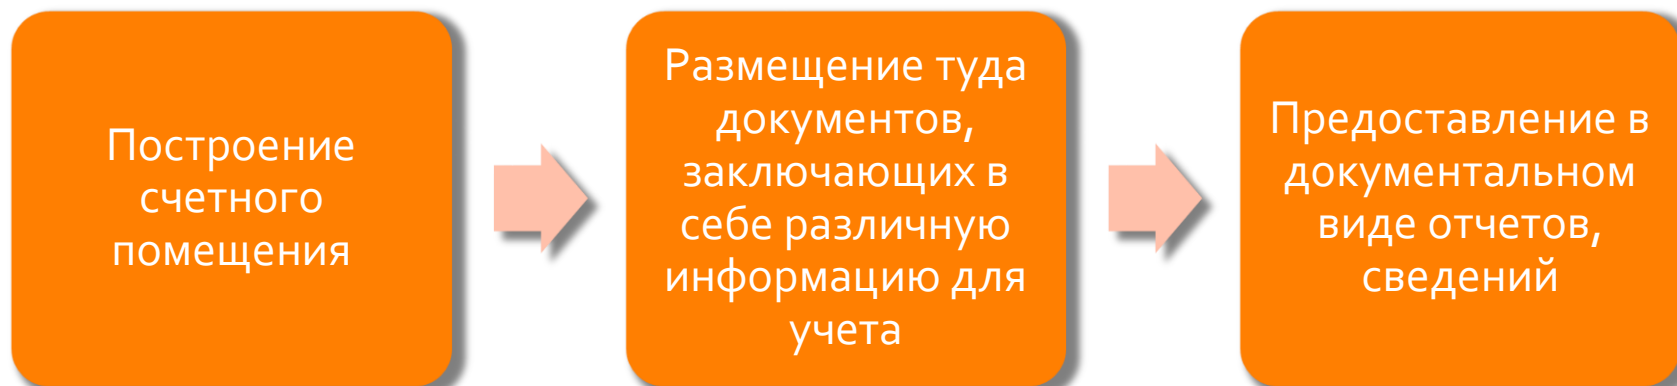 Построение
счетного
помещения
Размещение туда
документов,
заключающих в
себе различную
информацию для
учета
Предоставление в
документальном
виде отчетов,
сведений